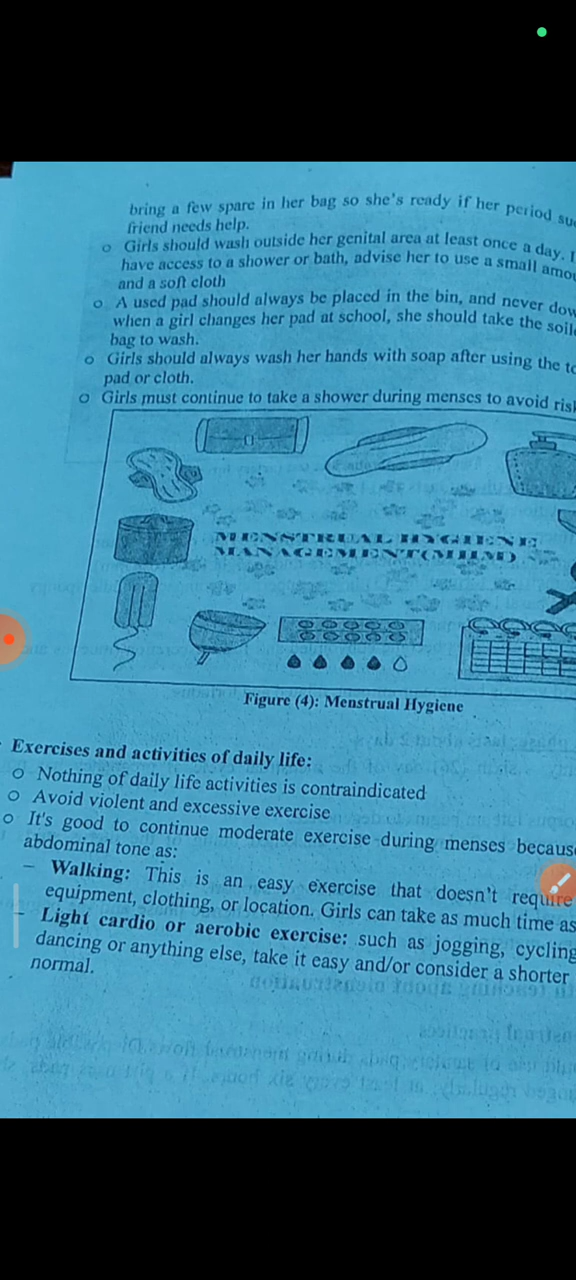 bring a few spare in her bag so she's ready if her period
friend needs help.
o Girls should wash outside her genital area at least once a day.
have access to a shower or bath, advise her to use a small
and a soft cloth
o A used pad should always be placed in the bin, and never
when a girl changes her pad at school, she should take the
bag to wash.
o Girls should always wash her hands with soap after using the
pad or cloth.
o Girls must continue to take a shower during menses to avoid
MENSTRUAL HYGIENE
MANAGEMENT(MHM)
Figure (4): Menstrual Hygiene
Exercises and activities of daily life:
o Nothing of daily life activities is contraindicated
o Avoid violent and excessive exercise
o It's good to continue moderate exercise during menses because
abdominal tone as:
– Walking: This is an easy exercise that doesn't require
equipment, clothing, or location. Girls can take as much time as
– Light cardio or aerobic exercise: such as jogging, cycling
dancing or anything else, take it easy and/or consider a shorter
normal.